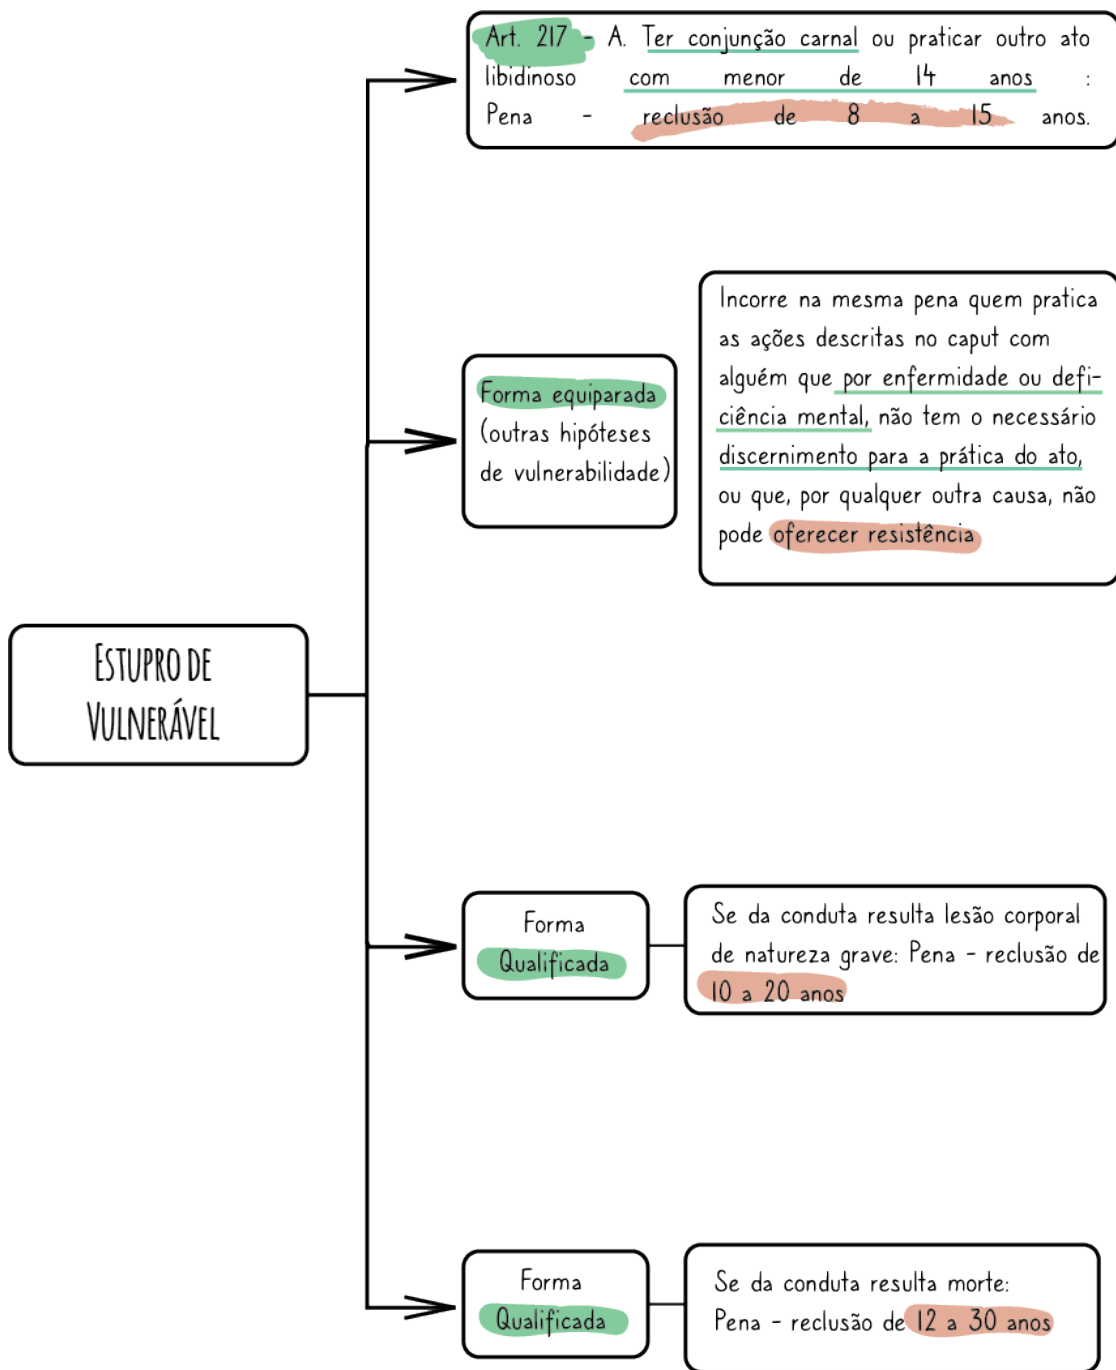 Art. 217 - A. Ter conjunção carnal ou praticar outro ato
libidinoso com menor de 14 anos :
Pena - reclusão de 8 a 15 anos.
Forma equiparada
(outras hipóteses
de vulnerabilidade)
Incorre na mesma pena quem pratica
as ações descritas no caput com
alguém que por enfermidade ou defi-
ciência mental, não tem o necessário
discernimento para a prática do ato,
ou que, por qualquer outra causa, não
pode oferecer resistência
ESTUPRO DE
VULNERÁVEL
Forma
Qualificada
Se da conduta resulta lesão corporal
de natureza grave: Pena - reclusão de
10 a 20 anos
Forma
Qualificada
Se da conduta resulta morte:
Pena - reclusão de 12 a 30 anos